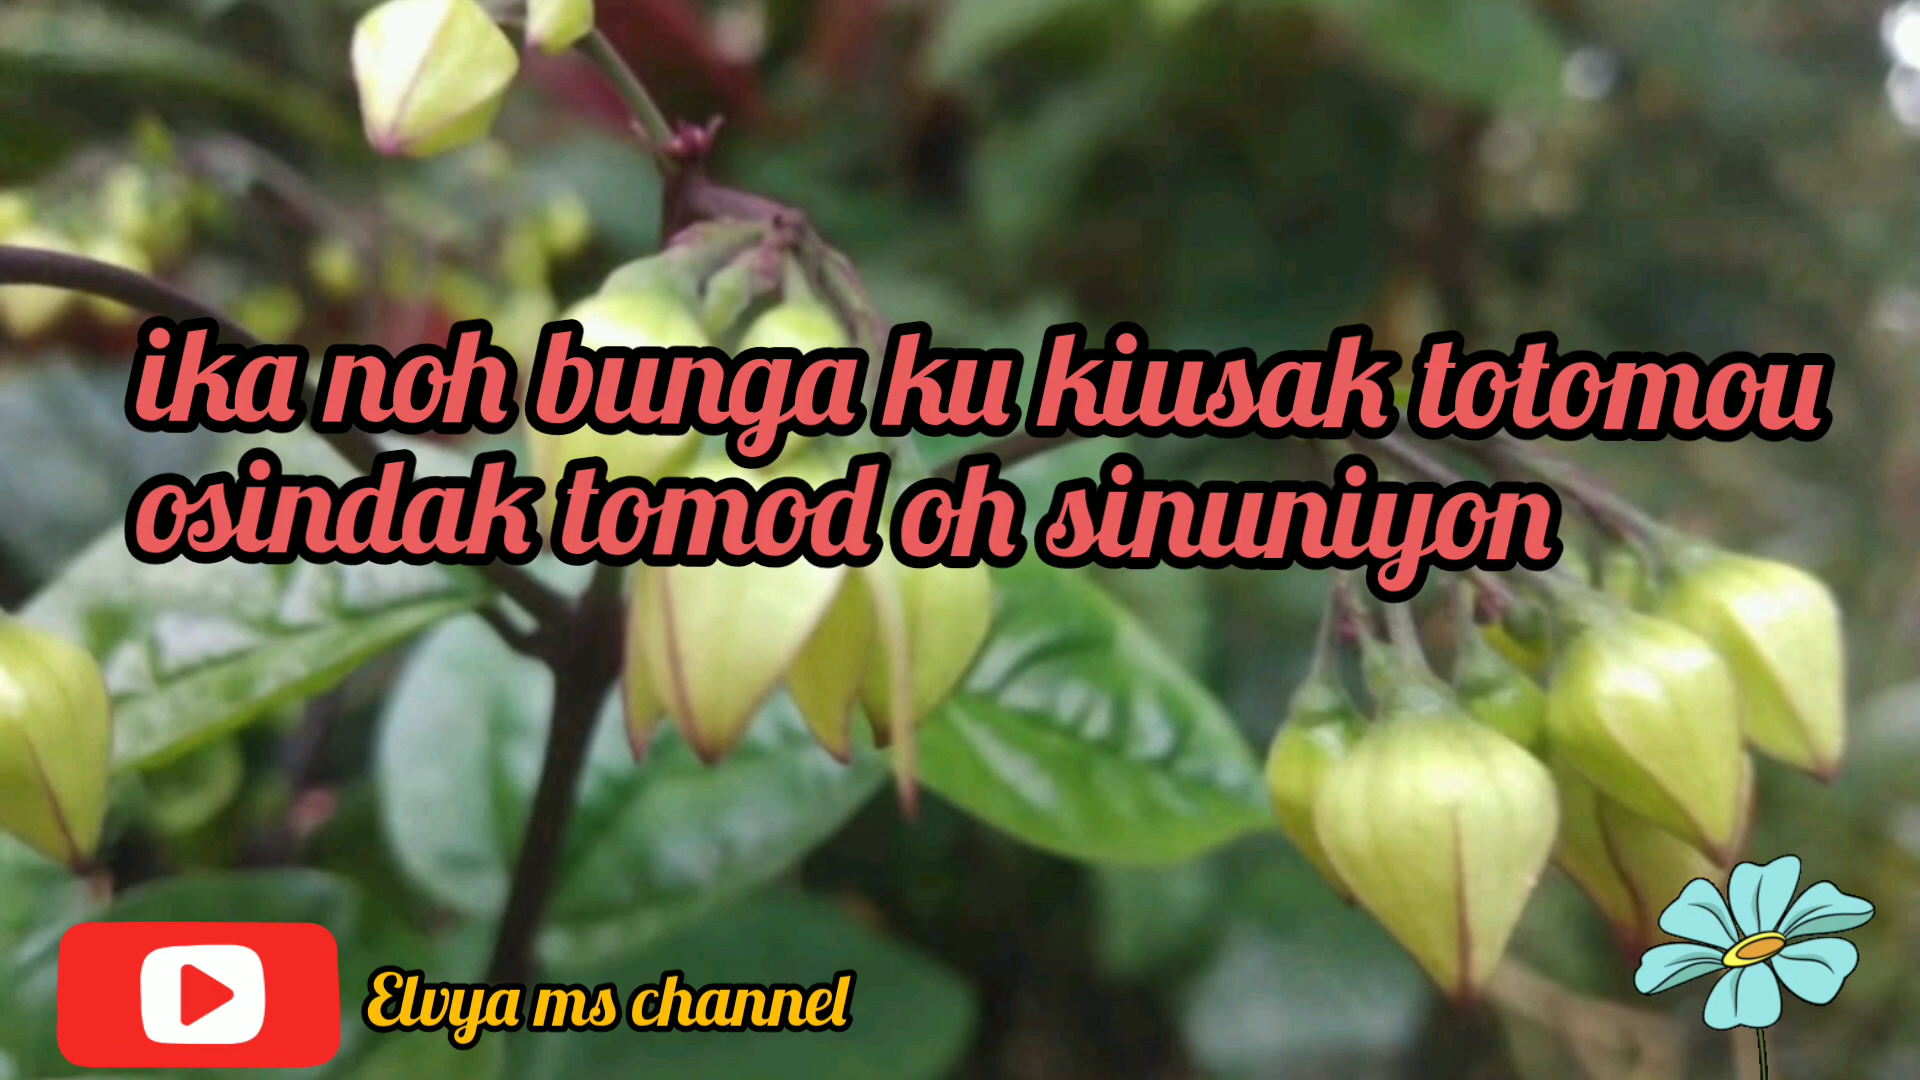 ika noh bunga ku kiusak totomou
osindak tomod oh sinuniyon
Elvya ms channel